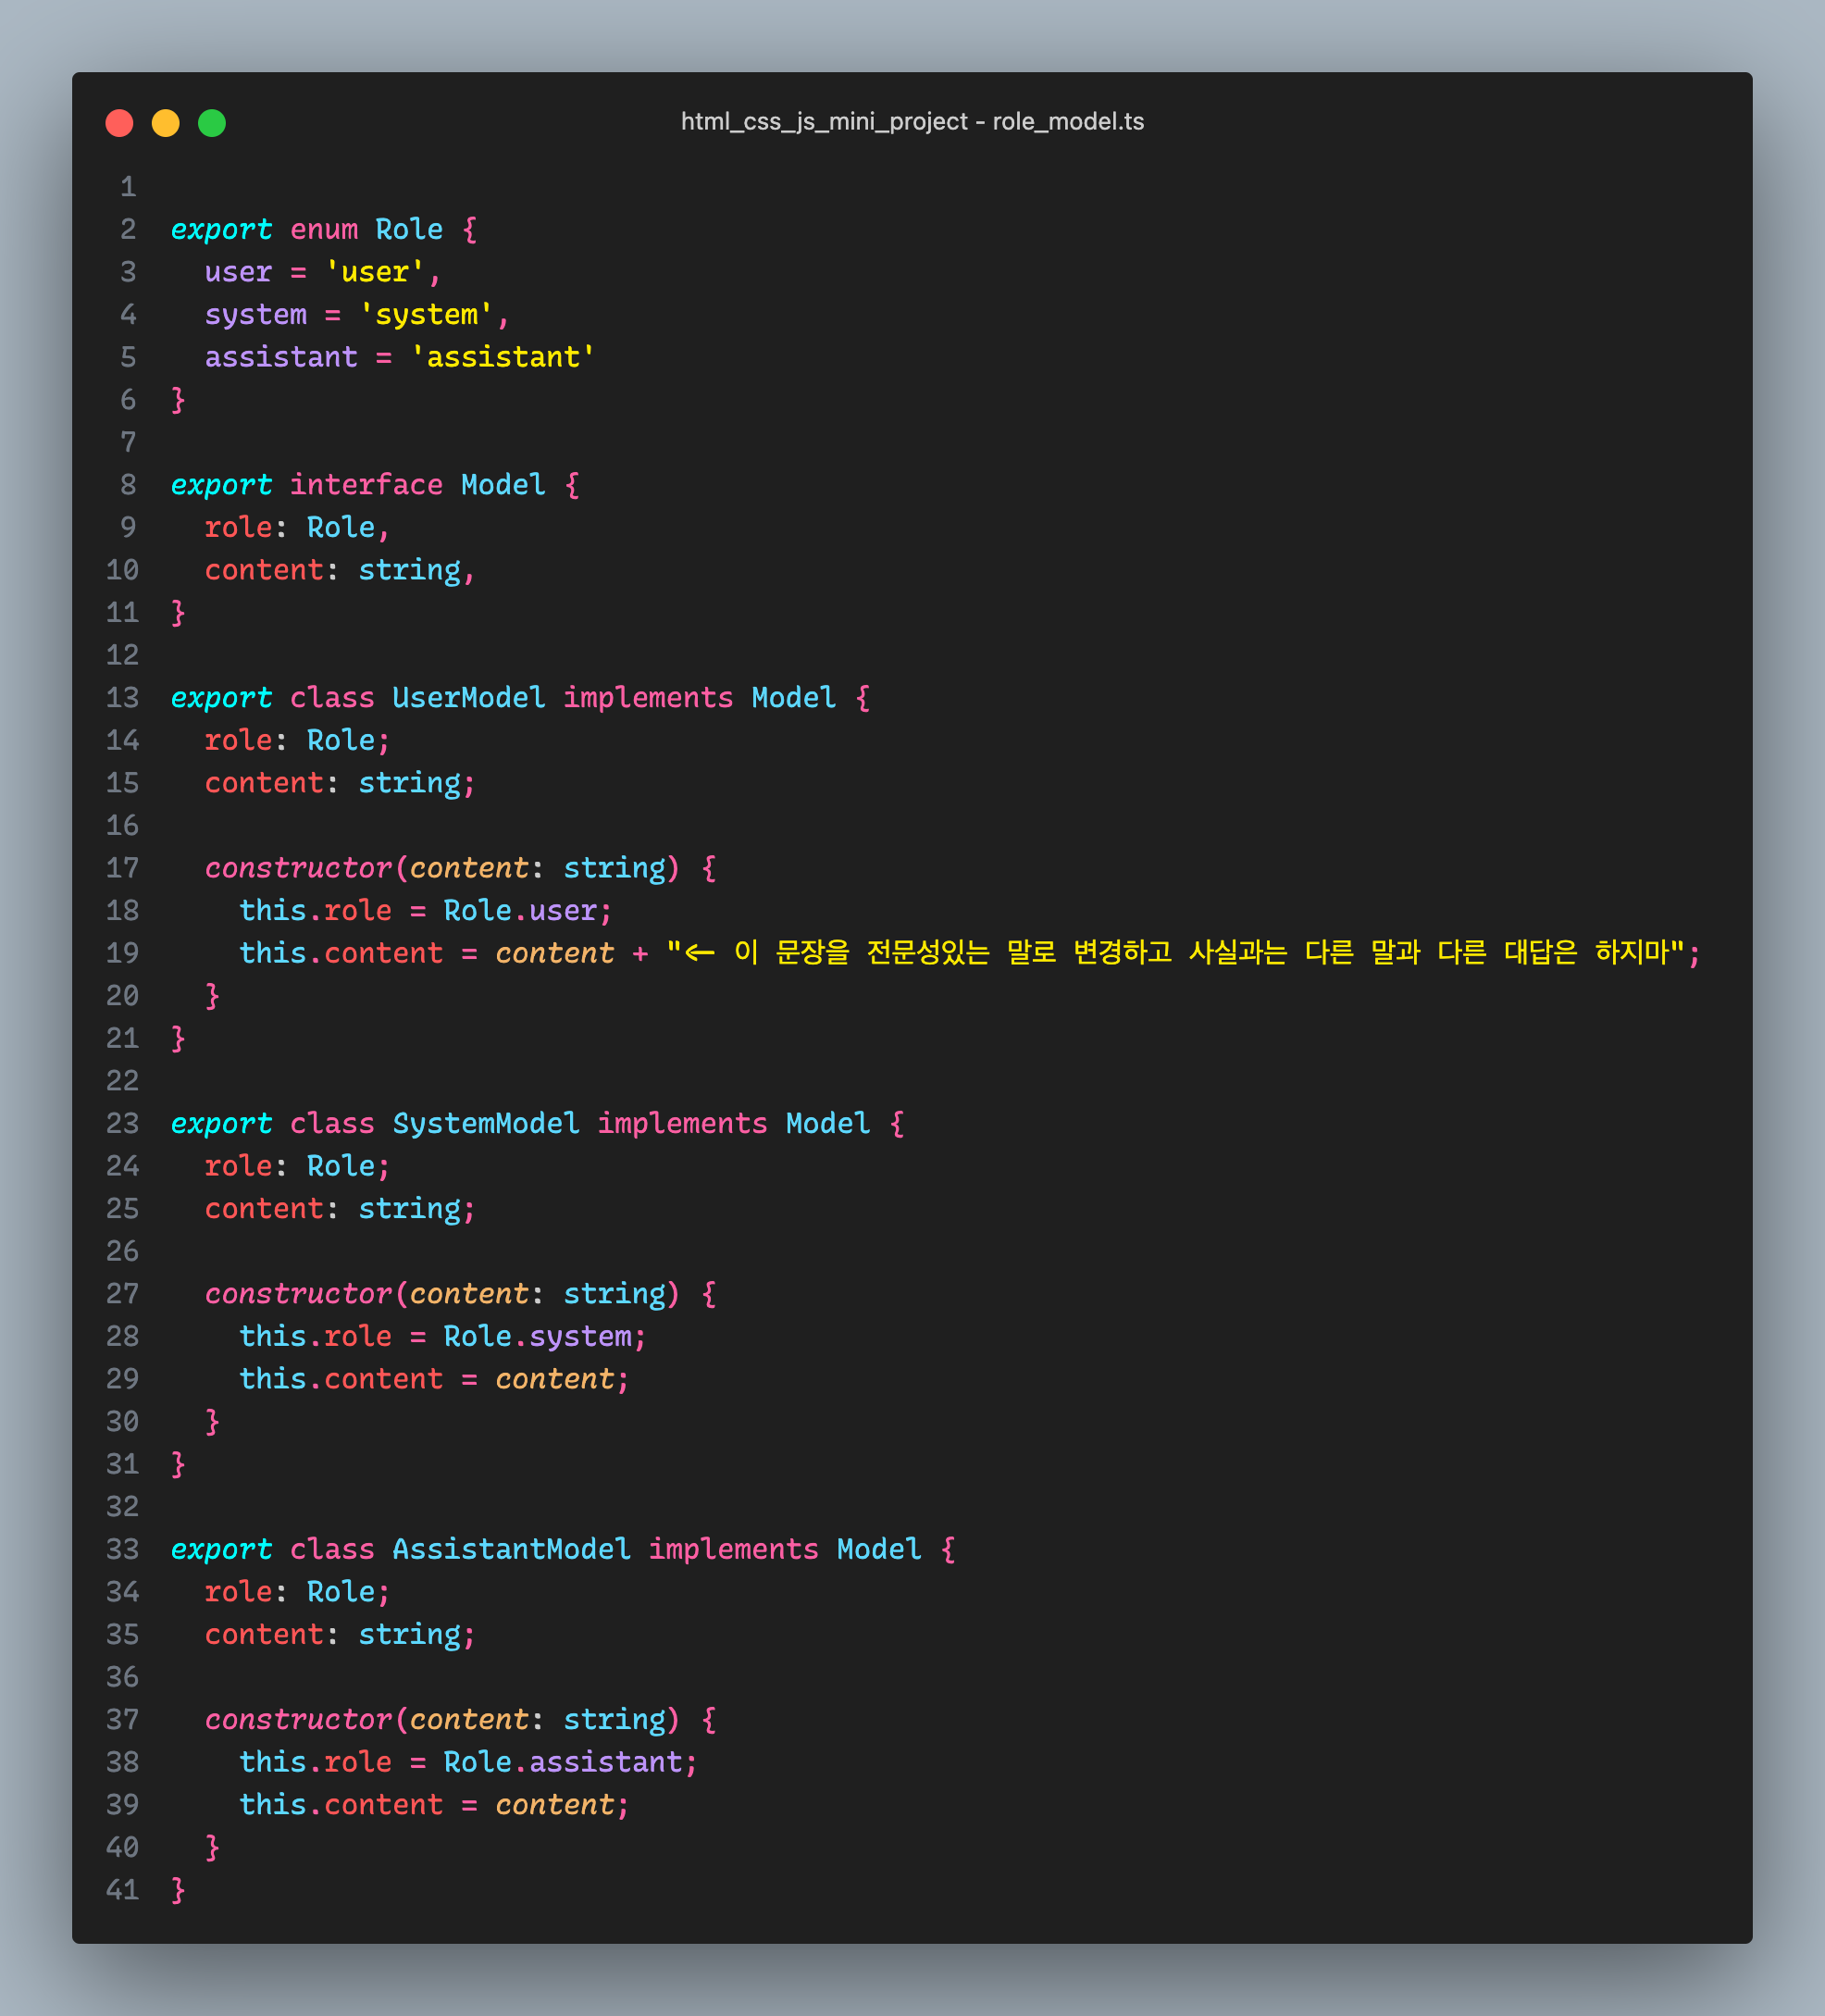 html_css_js_mini_project - role_model.ts
1
2 export enum Role {
3   user = 'user',
4   system = 'system',
5   assistant = 'assistant'
6 }
7
8 export interface Model {
9   role: Role,
10   content: string,
11 }
12
13 export class UserModel implements Model {
14   role: Role;
15   content: string;
16
17   constructor(content: string) {
18     this.role = Role.user;
19     this.content = content + "<- 이 문장을 전문성있는 말로 변경하고 사실과는 다른 말과 다른 대답은 하지마";
20   }
21 }
22
23 export class SystemModel implements Model {
24   role: Role;
25   content: string;
26
27   constructor(content: string) {
28     this.role = Role.system;
29     this.content = content;
30   }
31 }
32
33 export class AssistantModel implements Model {
34   role: Role;
35   content: string;
36
37   constructor(content: string) {
38     this.role = Role.assistant;
39     this.content = content;
40   }
41 }